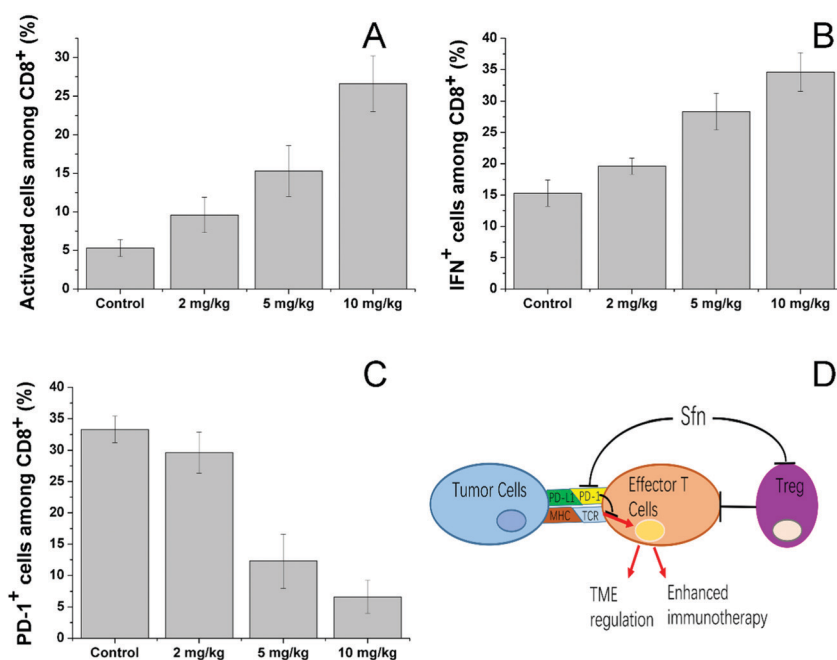 A
Activated cells among CD8⁺ (%)
30
25
20
15
10
5
0
Control 2 mg/kg 5 mg/kg 10 mg/kg
B
IFN⁺ cells among CD8⁺ (%)
40
35
30
25
20
15
10
5
0
Control 2 mg/kg 5 mg/kg 10 mg/kg
C
PD-1⁺ cells among CD8⁺ (%)
40
35
30
25
20
15
10
5
0
Control 2 mg/kg 5 mg/kg 10 mg/kg
D
Sfn
Tumor Cells
PD-L1 PD-1
MHC TCR
Effector T
Cells
Treg
TME
regulation
Enhanced
immunotherapy